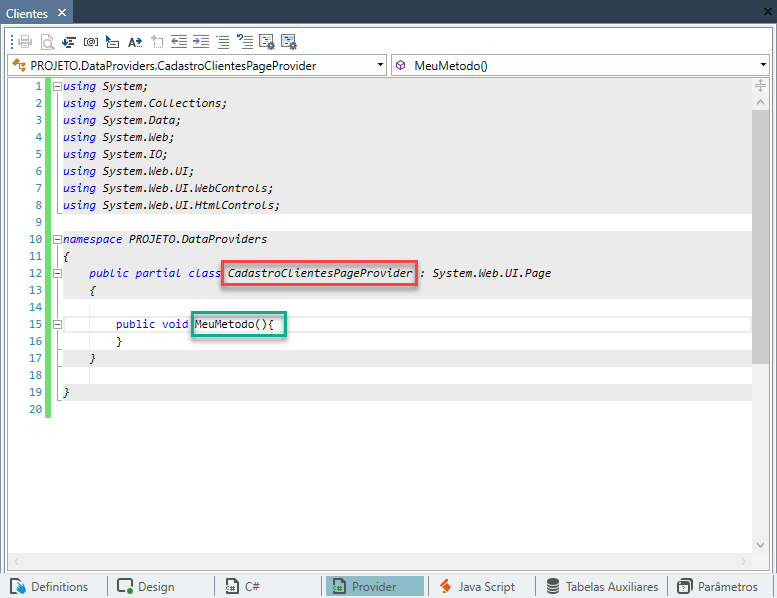 Clientes
PROJETO.DataProviders.CadastroClientesPageProvider MeuMetodo()
1 using System;
2 using System.Collections;
3 using System.Data;
4 using System.Web;
5 using System.IO;
6 using System.Web.UI;
7 using System.Web.UI.WebControls;
8 using System.Web.UI.HtmlControls;
9
10 namespace PROJETO.DataProviders
11 {
12 public partial class CadastroClientesPageProvider : System.Web.UI.Page
13 {
14
15 public void MeuMetodo(){
16 }
17 }
18
19 }
20
Definitions Design C# Provider Java Script Tabelas Auxiliares Parâmetros